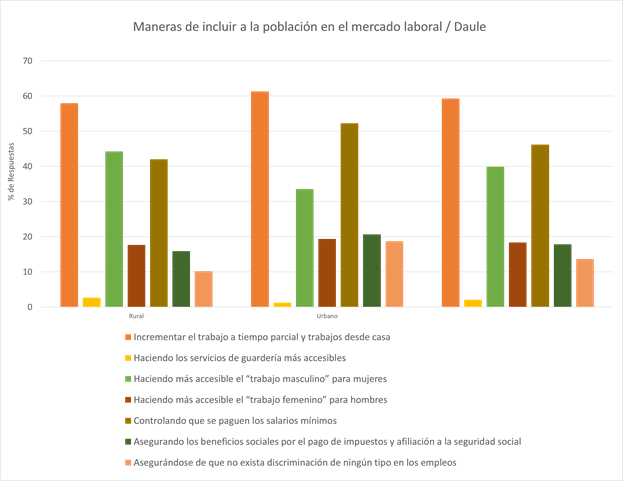 Maneras de incluir a la población en el mercado laboral / Daule
70
60
50
40
30
20
10
0
% de Respuestas
Rural
Urbano
Incrementar el trabajo a tiempo parcial y trabajos desde casa
Haciendo los servicios de guardería más accesibles
Haciendo más accesible el “trabajo masculino” para mujeres
Haciendo más accesible el “trabajo femenino” para hombres
Controlando que se paguen los salarios mínimos
Asegurando los beneficios sociales por el pago de impuestos y afiliación a la seguridad social
Asegurándose de que no exista discriminación de ningún tipo en los empleos